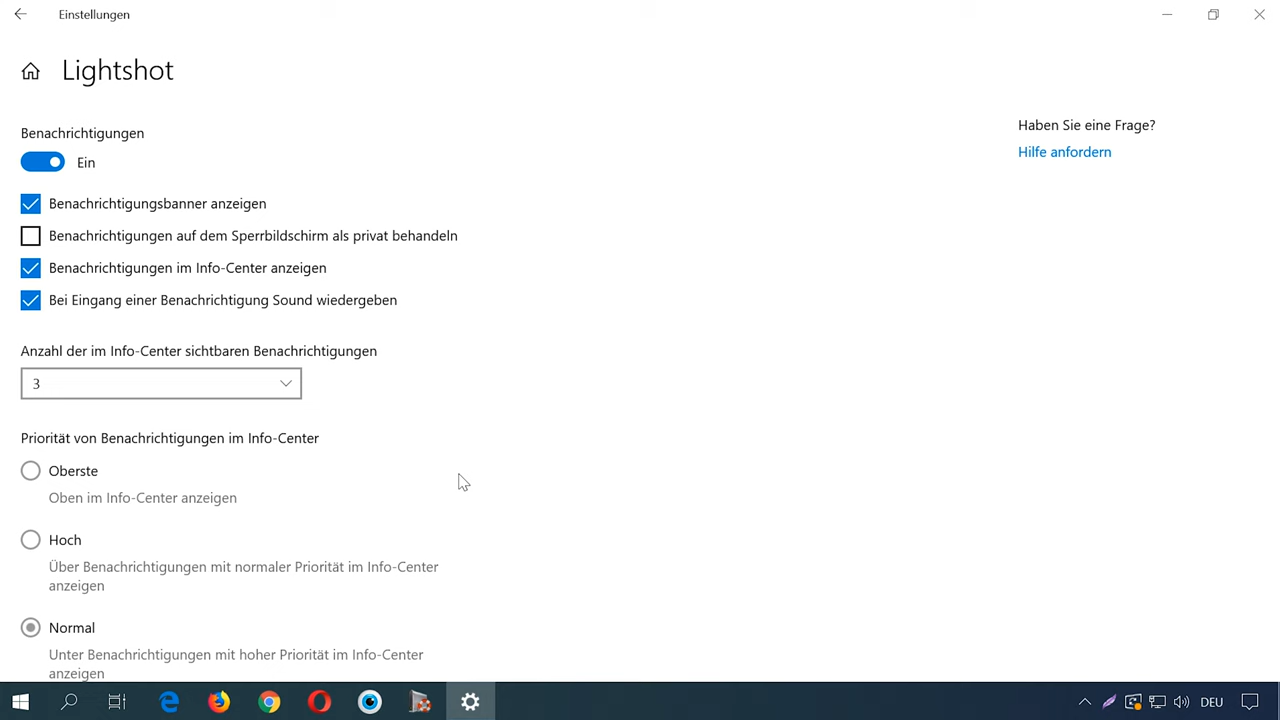 Einstellungen
Lightshot
Benachrichtigungen
Ein
Benachrichtigungsbanner anzeigen
Benachrichtigungen auf dem Sperrbildschirm als privat behandeln
Benachrichtigungen im Info-Center anzeigen
Bei Eingang einer Benachrichtigung Sound wiedergeben
Anzahl der im Info-Center sichtbaren Benachrichtigungen
3
Priorität von Benachrichtigungen im Info-Center
Oberste
Oben im Info-Center anzeigen
Hoch
Über Benachrichtigungen mit normaler Priorität im Info-Center
anzeigen
Normal
Unter Benachrichtigungen mit hoher Priorität im Info-Center
anzeigen
Haben Sie eine Frage?
Hilfe anfordern
DEU